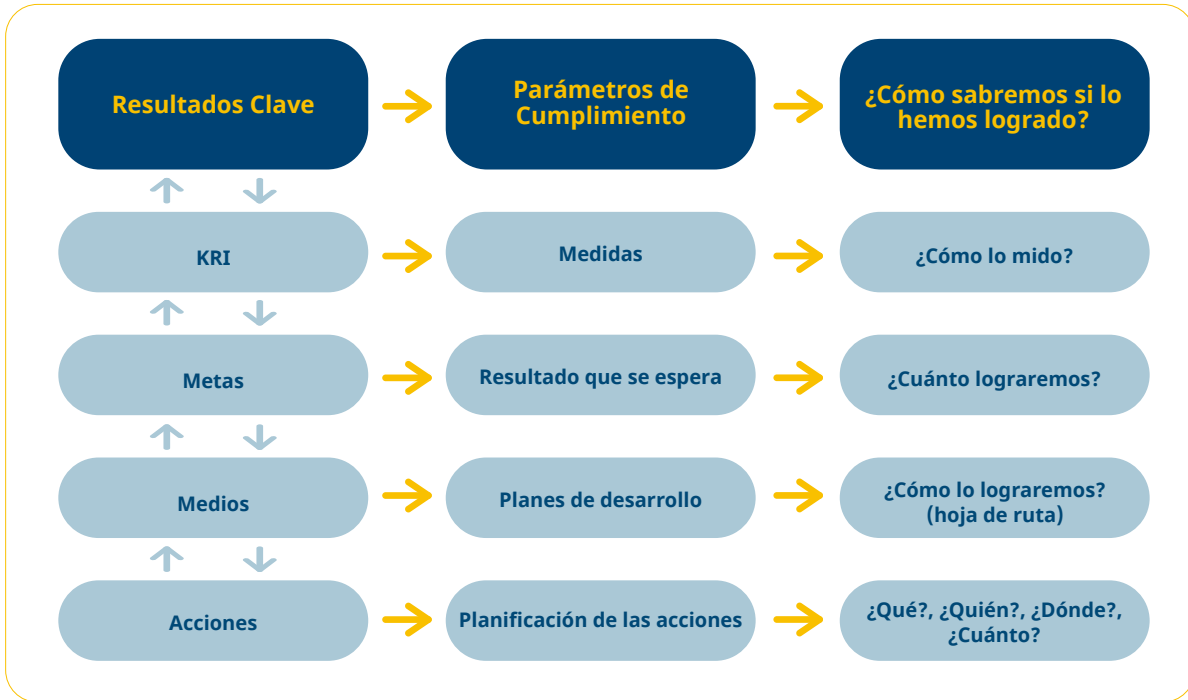 Resultados Clave
Parámetros de
Cumplimiento
¿Cómo sabremos si lo
hemos logrado?
KRI
Medidas
¿Cómo lo mido?
Metas
Resultado que se espera
¿Cuánto lograremos?
Medios
Planes de desarrollo
¿Cómo lo lograremos?
(hoja de ruta)
Acciones
Planificación de las acciones
¿Qué?, ¿Quién?, ¿Dónde?,
¿Cuánto?